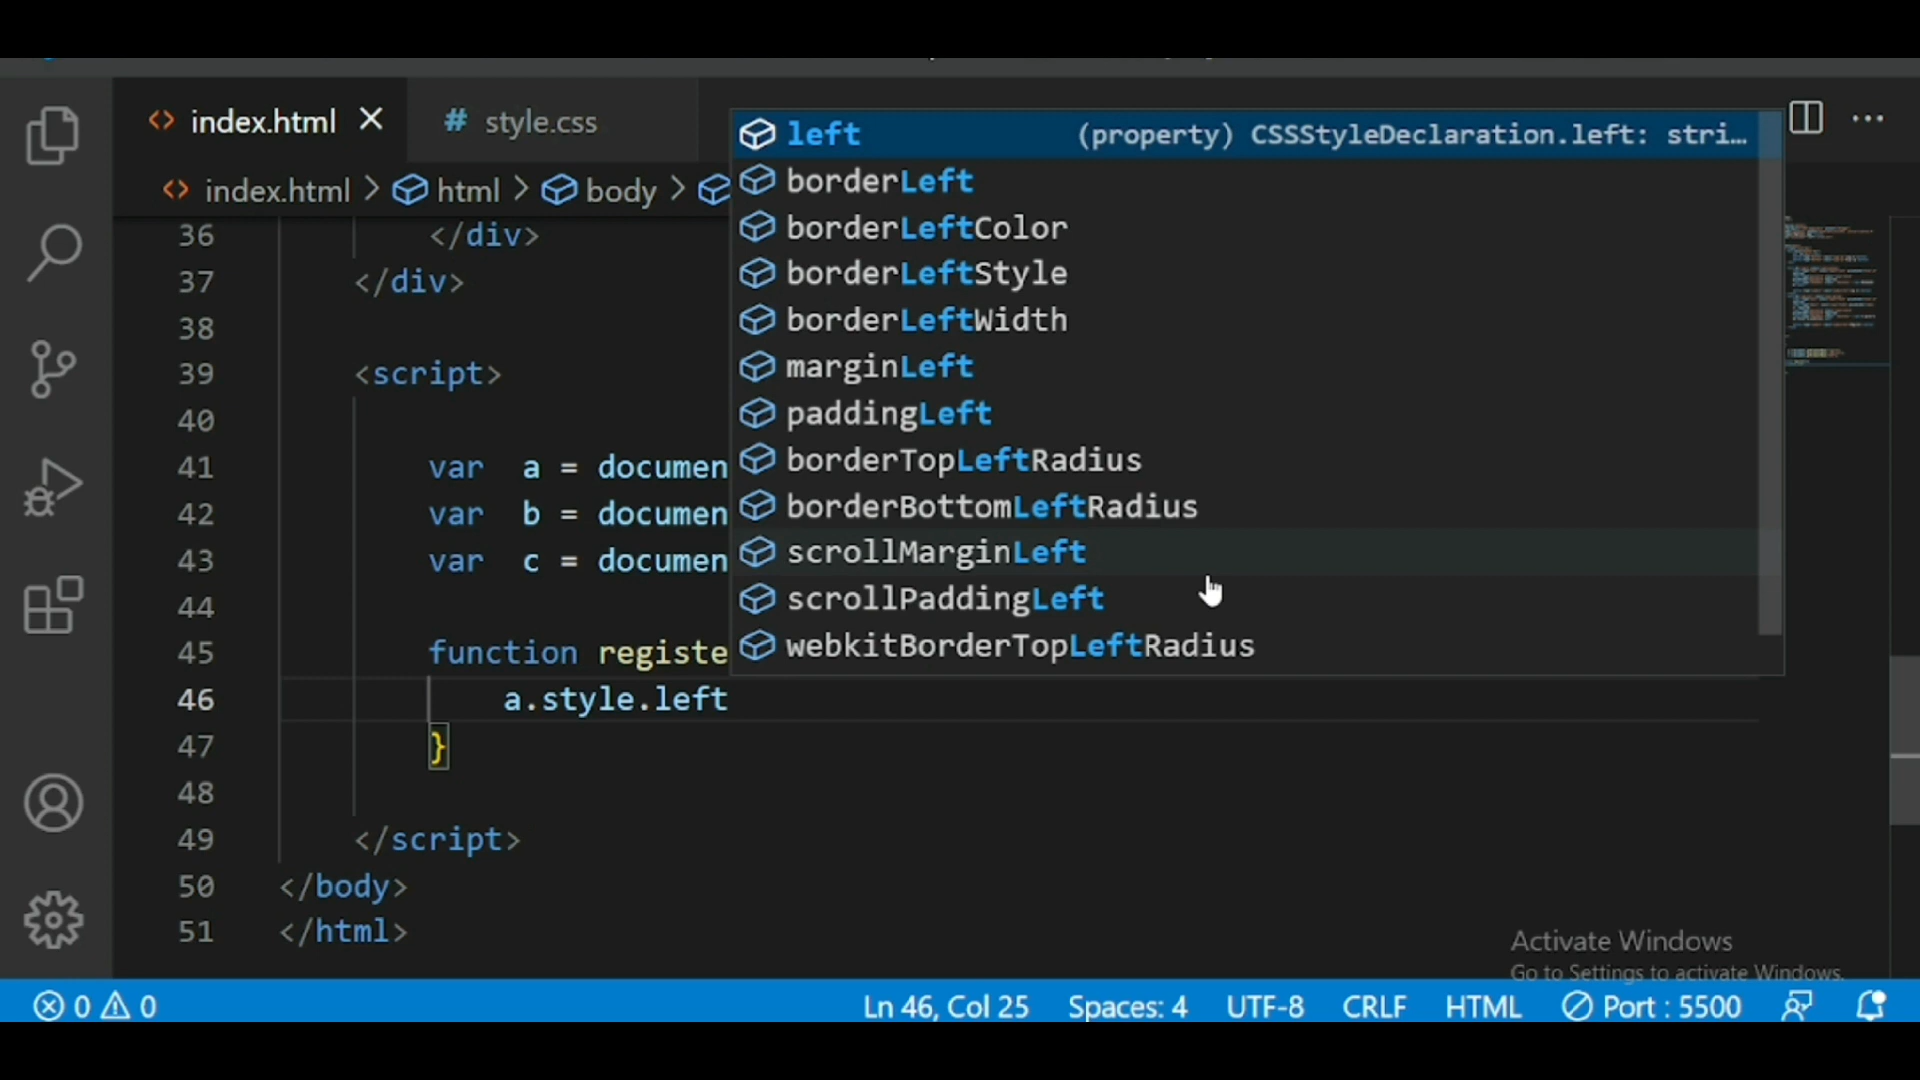 index.html
# style.css
index.html > html > body >
left (property) CSSStyleDeclaration.left: stri…
borderLeft
borderLeftColor
borderLeftStyle
borderLeftWidth
marginLeft
paddingLeft
borderTopLeftRadius
borderBottomLeftRadius
scrollMarginLeft
scrollPaddingLeft
webkitBorderTopLeftRadius
36 </div>
37 </div>
38
39 <script>
40
41 var a = documen
42 var b = documen
43 var c = documen
44
45 function registe
46 a.style.left
47 }
48
49 </script>
50 </body>
51 </html>
Activate Windows
Go to Settings to activate Windows.
0 0 Ln 46, Col 25 Spaces: 4 UTF-8 CRLF HTML Port : 5500